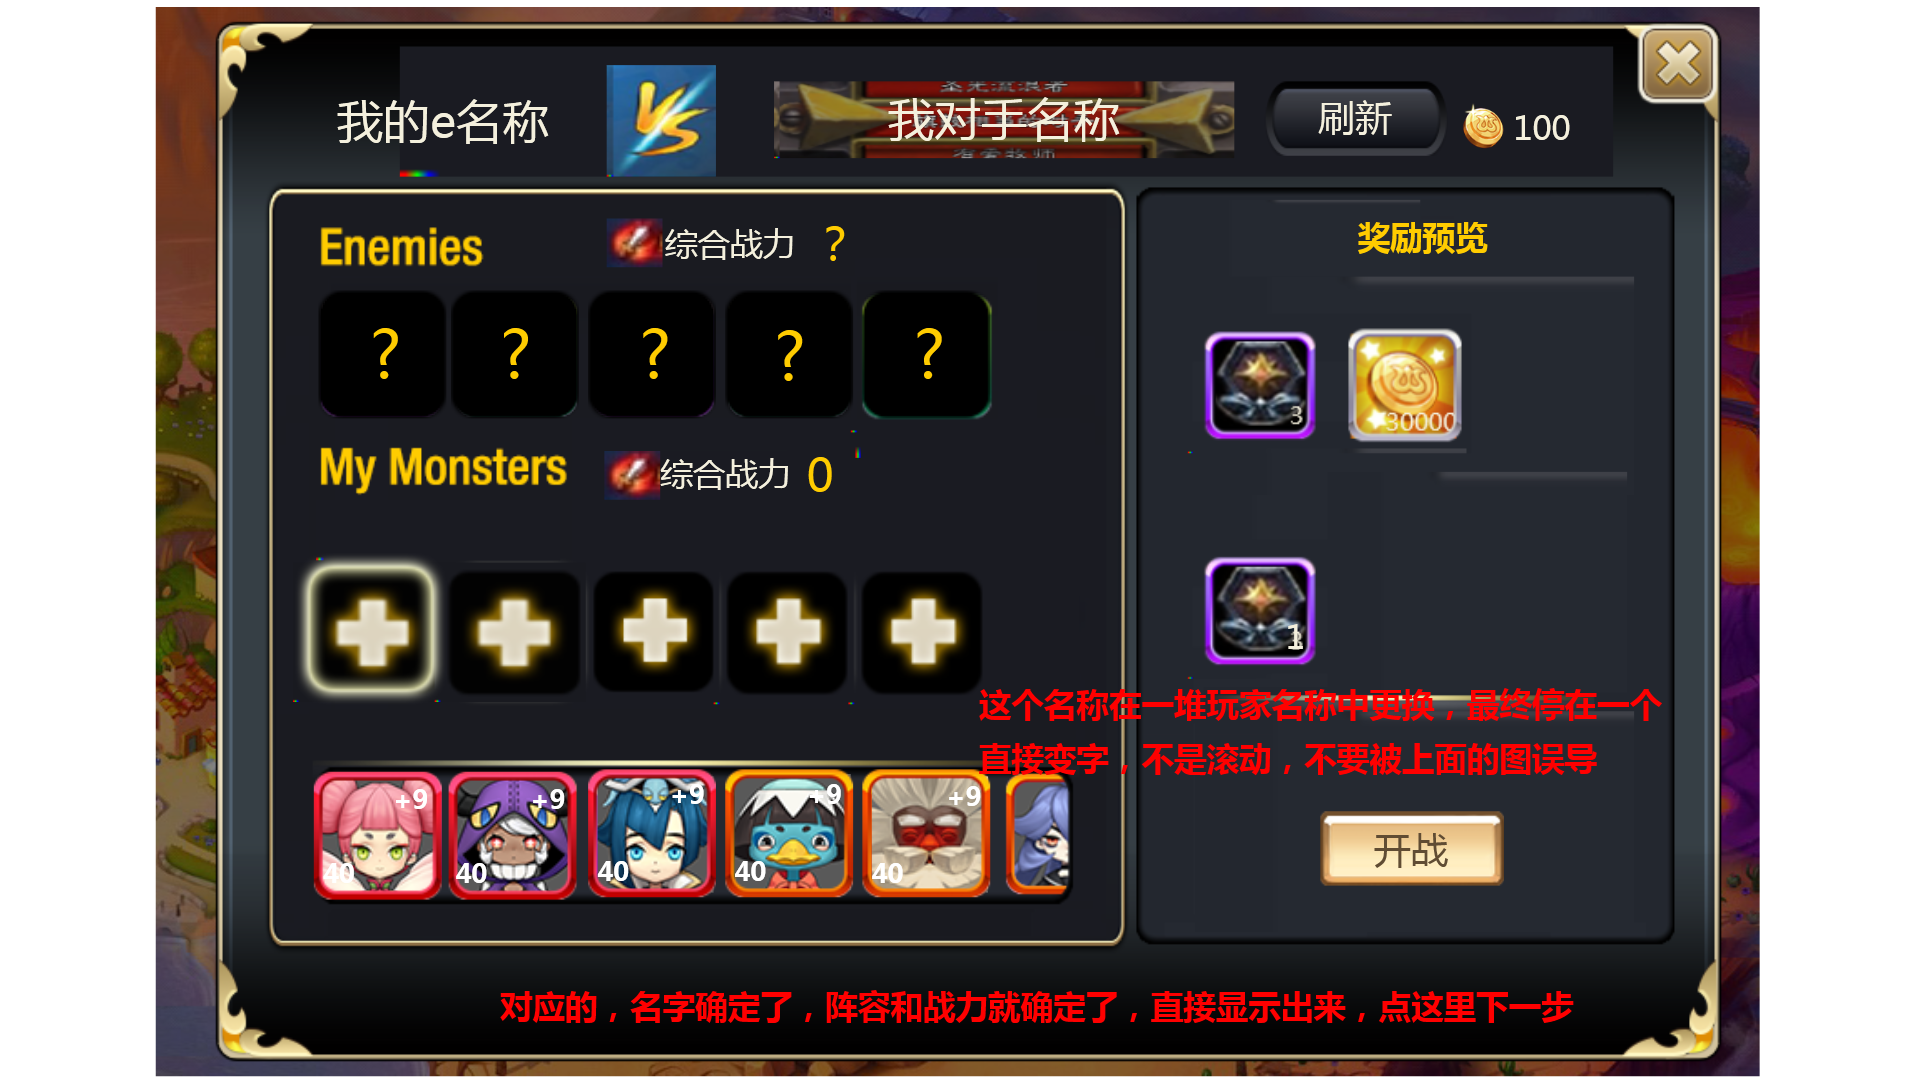 我的e名称
VS
我对手名称
刷新
100
Enemies
综合战力 ?
奖励预览
? ? ? ? ?
3
30000
My Monsters
综合战力 0
1
这个名称在一堆玩家名称中更换，最终停在一个
直接变字，不是滚动，不要被上面的图误导
+9 +9 +9 +9 +9
40 40 40 40 40
开战
对应的，名字确定了，阵容和战力就确定了，直接显示出来，点这里下一步